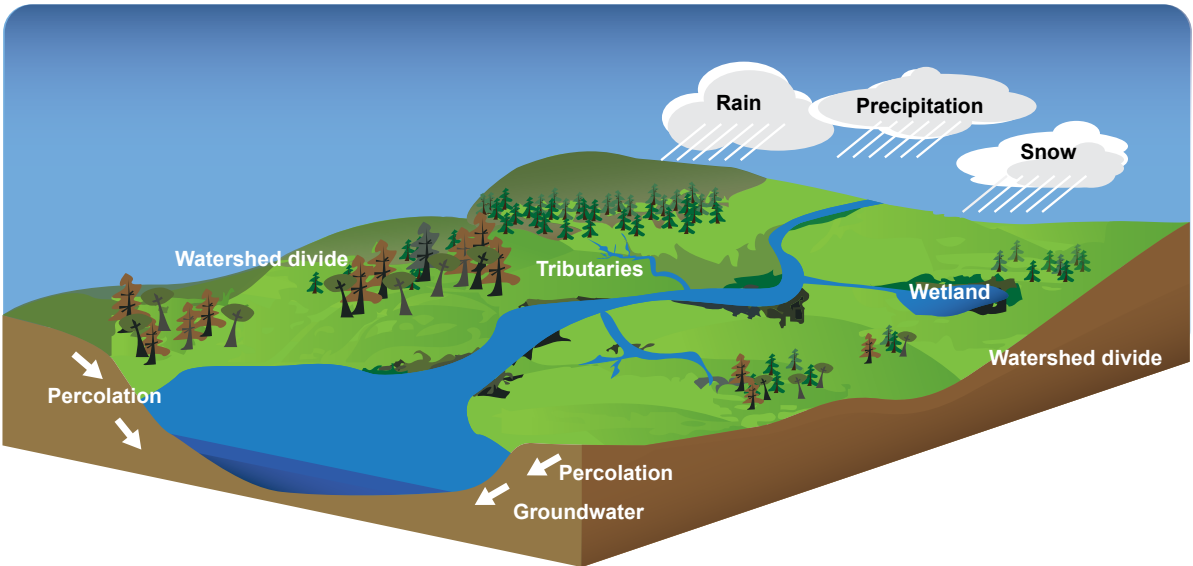 Rain
Precipitation
Snow
Watershed divide
Tributaries
Wetland
Watershed divide
Percolation
Percolation
Groundwater